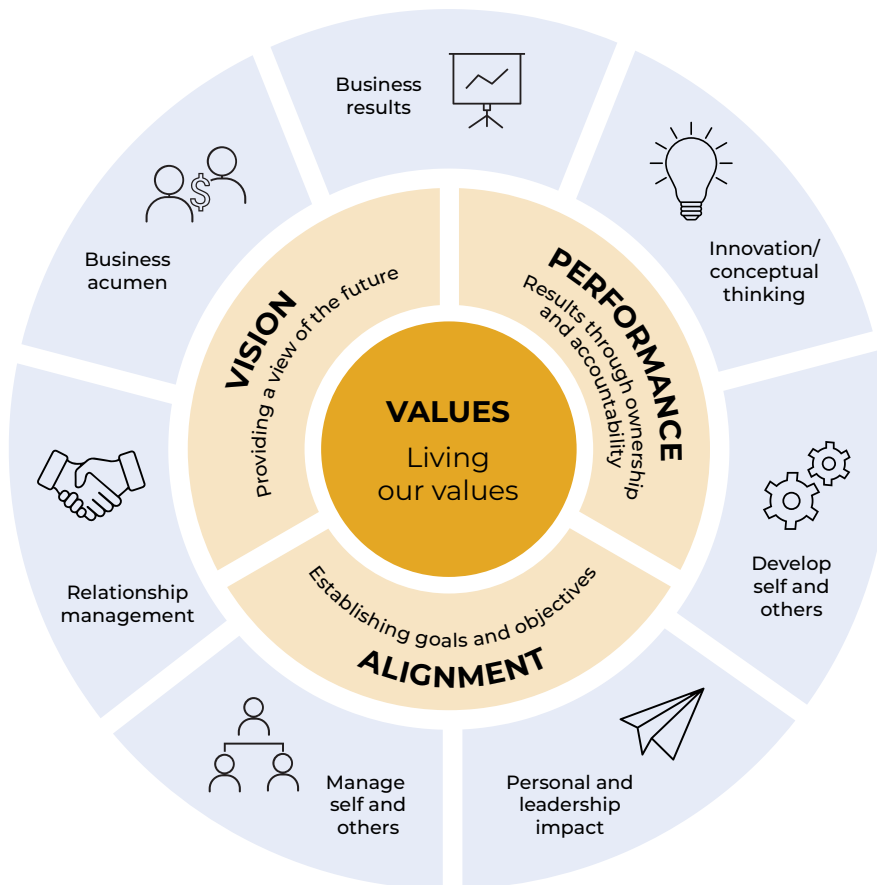 Business
results
Innovation/
conceptual
thinking
Develop
self and
others
Personal and
leadership
impact
Manage
self and
others
Relationship
management
Business
acumen
$
VISION
Providing a view of the future
PERFORMANCE
Results through ownership
and accountability
Establishing goals and objectives
ALIGNMENT
VALUES
Living
our values